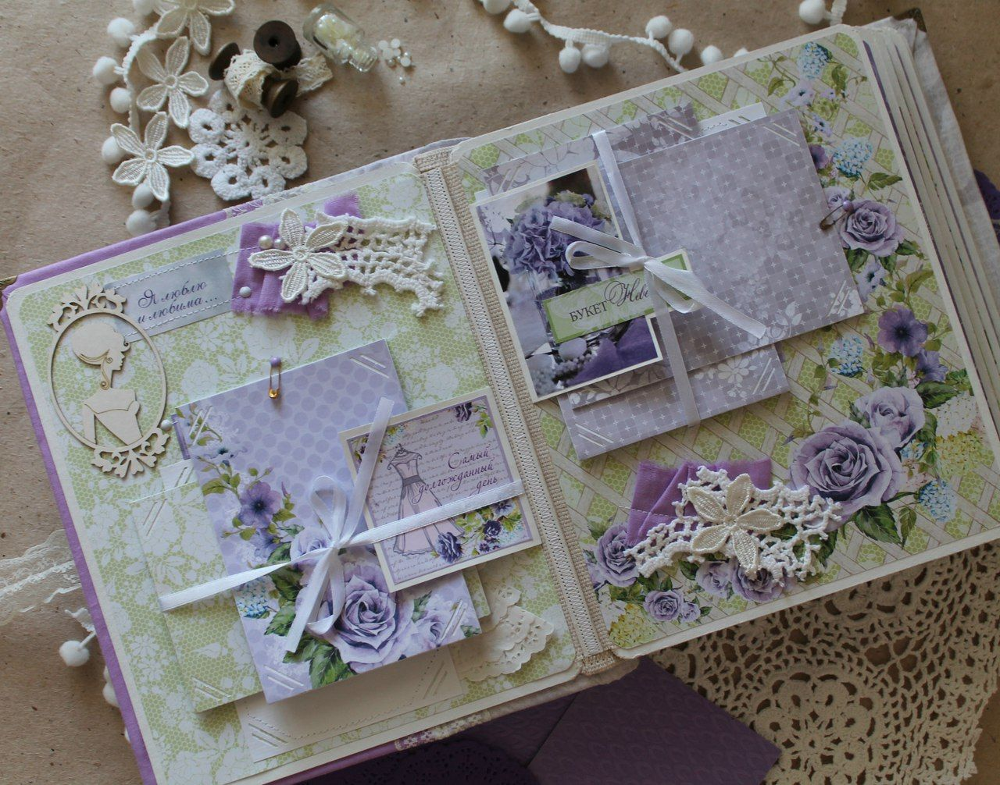 Я люблю
и любима...
Самый
долгожданный
день
БУКЕТ